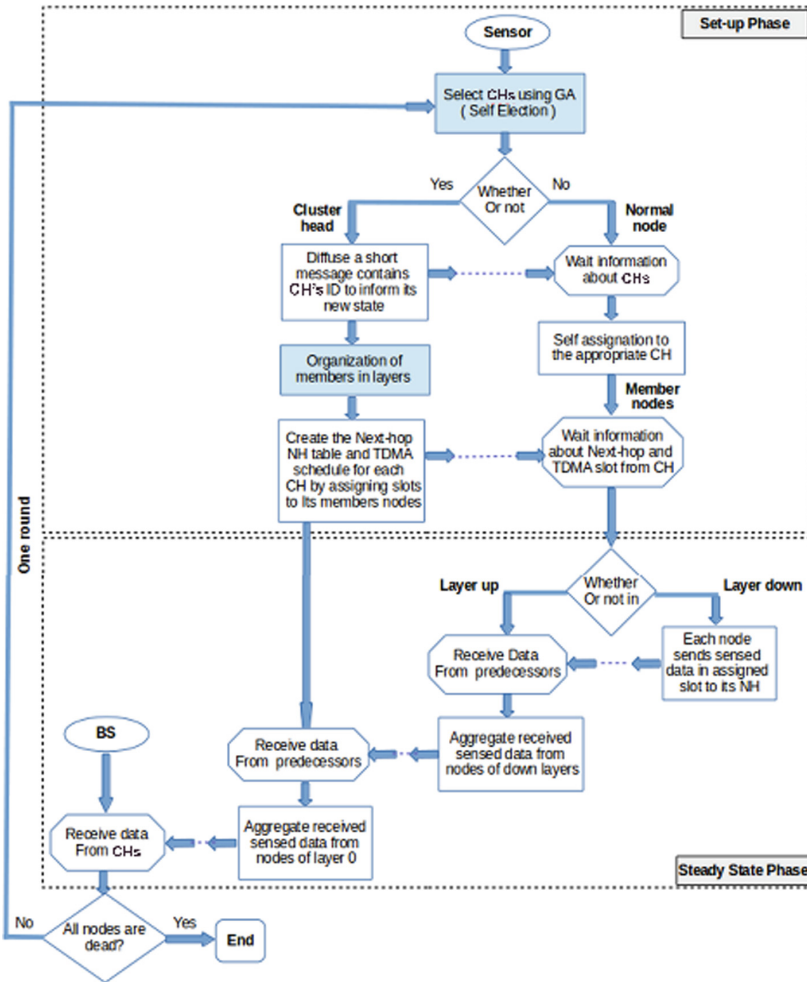 Set-up Phase
Sensor
Select CHs using GA
( Self Election )
Yes
Whether
Or not
No
Cluster
head
Normal
node
Diffuse a short
message contains
CH's ID to inform its
new state
Wait information
about CHs
Organization of
members in layers
Self assignation to
the appropriate CH
Member
nodes
Create the Next-hop
NH table and TDMA
schedule for each
CH by assigning slots
to Its members nodes
Wait information
about Next-hop and
TDMA slot from CH
One round
Layer up
Whether
Or not in
Layer down
Receive Data
From predecessors
Each node
sends sensed
data in assigned
slot to its NH
BS
Receive data
From predecessors
Aggregate received
sensed data from
nodes of down layers
Receive data
From CHs
Aggregate received
sensed data from
nodes of layer 0
Steady State Phase
No
All nodes are
dead?
Yes
End